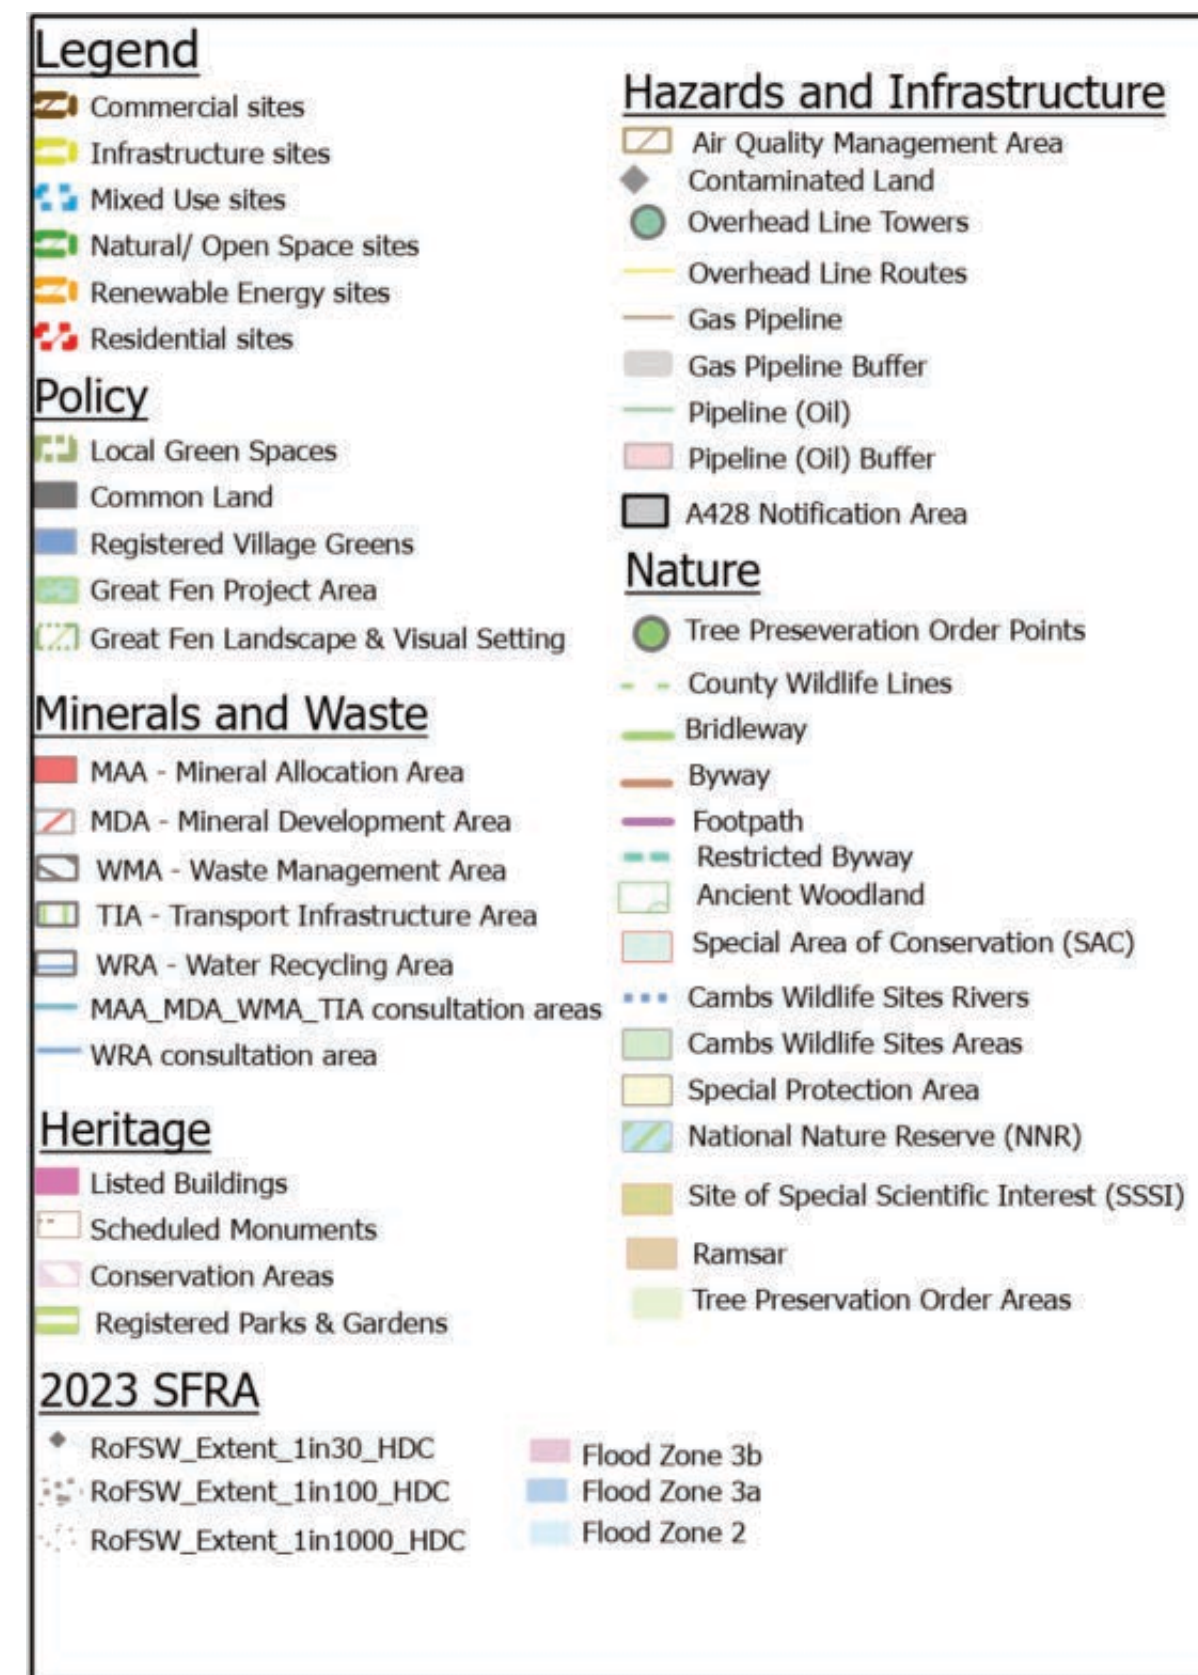 Legend
Commercial sites
Infrastructure sites
Mixed Use sites
Natural/ Open Space sites
Renewable Energy sites
Residential sites
Policy
Local Green Spaces
Common Land
Registered Village Greens
Great Fen Project Area
Great Fen Landscape & Visual Setting
Minerals and Waste
MAA - Mineral Allocation Area
MDA - Mineral Development Area
WMA - Waste Management Area
TIA - Transport Infrastructure Area
WRA - Water Recycling Area
MAA_MDA_WMA_TIA consultation areas
WRA consultation area
Heritage
Listed Buildings
Scheduled Monuments
Conservation Areas
Registered Parks & Gardens
Hazards and Infrastructure
Air Quality Management Area
Contaminated Land
Overhead Line Towers
Overhead Line Routes
Gas Pipeline
Gas Pipeline Buffer
Pipeline (Oil)
Pipeline (Oil) Buffer
A428 Notification Area
Nature
Tree Preseveration Order Points
County Wildlife Lines
Bridleway
Byway
Footpath
Restricted Byway
Ancient Woodland
Special Area of Conservation (SAC)
Cambs Wildlife Sites Rivers
Cambs Wildlife Sites Areas
Special Protection Area
National Nature Reserve (NNR)
Site of Special Scientific Interest (SSSI)
Ramsar
Tree Preservation Order Areas
2023 SFRA
RoFSW_Extent_1in30_HDC
RoFSW_Extent_1in100_HDC
RoFSW_Extent_1in1000_HDC
Flood Zone 3b
Flood Zone 3a
Flood Zone 2